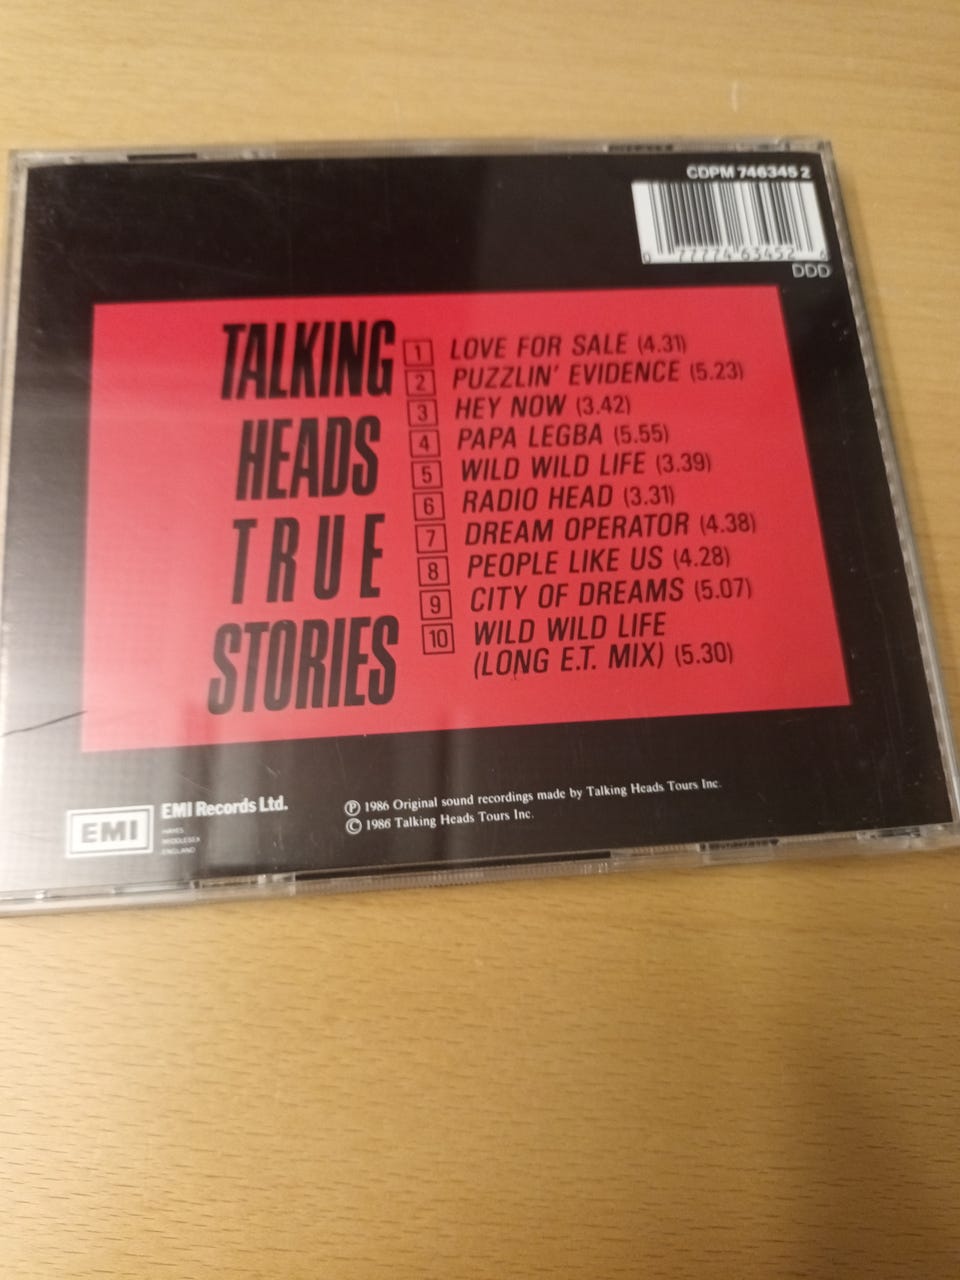 CDPM 746345 2
0 77774 63452 6
DDD
TALKING
HEADS
TRUE
STORIES
1 LOVE FOR SALE (4.31)
2 PUZZLIN' EVIDENCE (5.23)
3 HEY NOW (3.42)
4 PAPA LEGBA (5.55)
5 WILD WILD LIFE (3.39)
6 RADIO HEAD (3.31)
7 DREAM OPERATOR (4.38)
8 PEOPLE LIKE US (4.28)
9 CITY OF DREAMS (5.07)
10 WILD WILD LIFE
(LONG E.T. MIX) (5.30)
EMI
EMI Records Ltd.
HAYES
MIDDLESEX
ENGLAND
℗ 1986 Original sound recordings made by Talking Heads Tours Inc.
© 1986 Talking Heads Tours Inc.